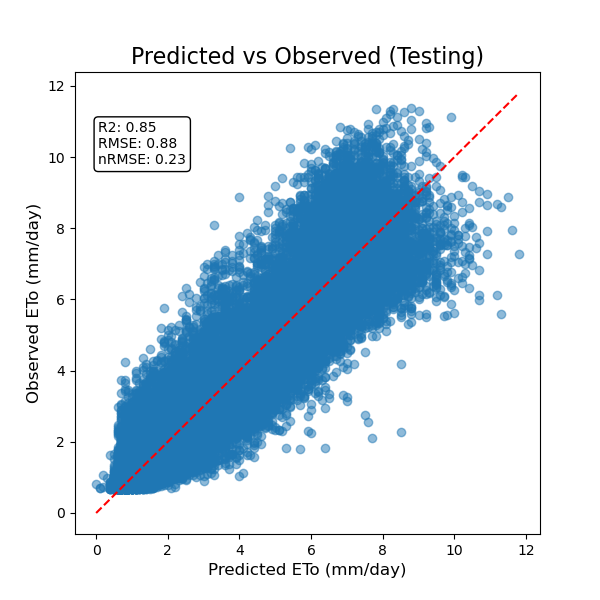 Predicted vs Observed (Testing)
R2: 0.85
RMSE: 0.88
nRMSE: 0.23
Observed ETo (mm/day)
12
10
8
6
4
2
0
0 2 4 6 8 10 12
Predicted ETo (mm/day)